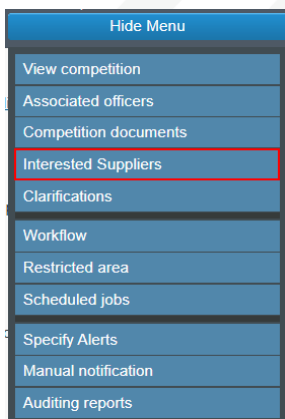 Hide Menu
View competition
Associated officers
Competition documents
Interested Suppliers
Clarifications
Workflow
Restricted area
Scheduled jobs
Specify Alerts
Manual notification
Auditing reports